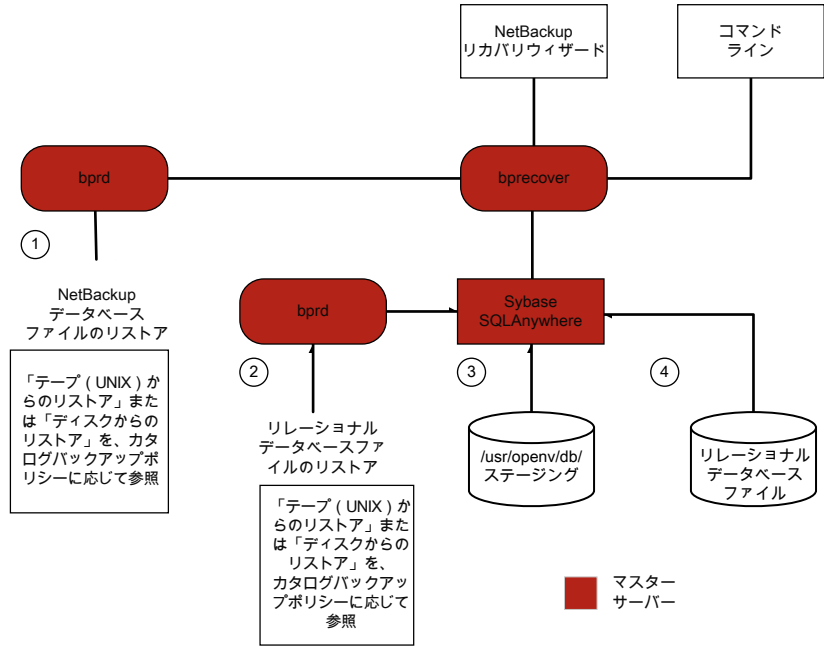 NetBackup
リカバリウィザード
コマンド
ライン
bprd
bprecover
1
NetBackup
データベース
ファイルのリストア
「テープ ( UNIX ) か
らのリストア」また
は「ディスクからの
リストア」を、カタ
ログバックアップポ
リシーに応じて参照
bprd
Sybase
SQLAnywhere
2
3
4
リレーショナル
データベースファ
イルのリストア
/usr/openv/db/
ステージング
リレーショナル
データベース
ファイル
「テープ ( UNIX ) か
らのリストア」また
は「ディスクからの
リストア」を、
カタログバックアッ
プポリシーに応じて
参照
マスター
サーバー